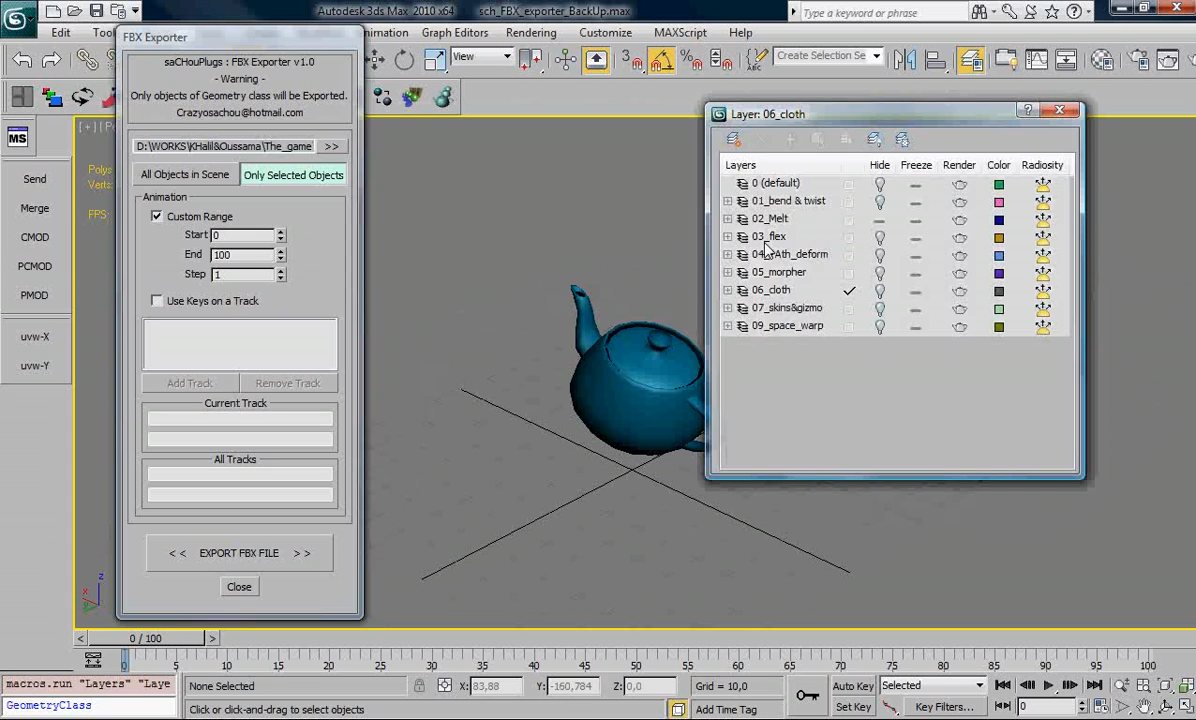 Autodesk 3ds Max 2010 x64 sch_FBX_exporter_BackUp.max
Type a keyword or phrase
Edit
Graph Editors
Rendering
Customize
MAXScript
Help
View
Create Selection Se
FBX Exporter
saCHouPlugs : FBX Exporter v1.0
- Warning -
Only objects of Geometry class will be Exported.
Crazyosachou@hotmail.com
D:\WORKS\KHalil&Oussama\The_game
>>
All Objects in Scene
Only Selected Objects
Animation
Custom Range
Start 0
End 100
Step 1
Use Keys on a Track
Add Track
Remove Track
Current Track
All Tracks
<< EXPORT FBX FILE >>
Close
MS
Send
Merge
CMOD
PCMOD
PMOD
uvw-X
uvw-Y
Polys
Verts:
FPS:
Layer: 06_cloth
Layers Hide Freeze Render Color Radiosity
0 (default)
01_bend & twist
02_Melt
03_flex
05_morpher
06_cloth
07_skins&gizmo
09_space_warp
z
x
0 / 100
0 5 10 15 20 25 30 35 40 45 50 55 60 65 70 75 80 85 90 95 100
macros.run "Layers" "Laye
GeometryClass
None Selected
X: 83,88
Y: -160,784
Z: 0,0
Grid = 10,0
Auto Key
Selected
Click or click-and-drag to select objects
Add Time Tag
Set Key
Key Filters...
0